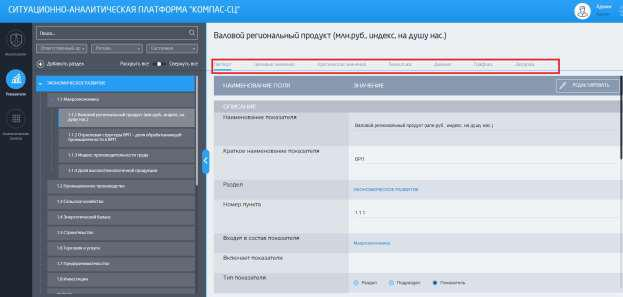 СИТУАЦИОННО-АНАЛИТИЧЕСКАЯ ПЛАТФОРМА "КОМПАС-СЦ"
Админ
Поиск...
Ответственный
Регион
Состояние
Добавить раздел
Раскрыть все
Свернуть все
Показатели
ЭКОНОМИЧЕСКОЕ РАЗВИТИЕ
1.1 Макроэкономика
1.1.1 Валовой региональный продукт (млн.руб., индекс, на
душу нас.)
1.1.2 Отраслевая структура ВРП – доля обрабатывающей
промышленности в ВРП
1.1.3 Индекс производительности труда
1.1.4 Доля высокотехнологичной продукции
1.2 Промышленное производство
1.3 Сельское хозяйство
1.4 Энергетический баланс
1.5 Строительство
1.6 Торговля и услуги
1.7 Предпринимательство
1.8 Инвестиции
Валовой региональный продукт (млн.руб., индекс, на душу нас.)
Паспорт
Целевые значения
Критические значения
Данные
Графики
НАИМЕНОВАНИЕ ПОЛЯ
ЗНАЧЕНИЕ
РЕДАКТИРОВАТЬ
ОПИСАНИЕ
Наименование показателя
Валовой региональный продукт (млн.руб., индекс, на душу нас.)
Краткое наименование показателя
ВРП
Раздел
ЭКОНОМИЧЕСКОЕ РАЗВИТИЕ
Номер пункта
1.1.1
Входит в состав показателя
Макроэкономика
Включает показатели
Тип показателя
Раздел
Подраздел
Показатель